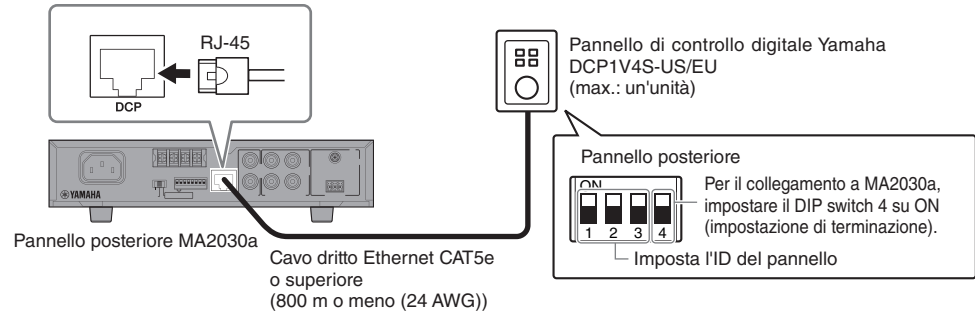 RJ-45
DCP
YAMAHA
Pannello posteriore MA2030a
Cavo dritto Ethernet CAT5e
o superiore
(800 m o meno (24 AWG))
Pannello di controllo digitale Yamaha
DCP1V4S-US/EU
(max.: un'unità)
Pannello posteriore
ON
1 2 3 4
Per il collegamento a MA2030a,
impostare il DIP switch 4 su ON
(impostazione di terminazione).
Imposta l'ID del pannello